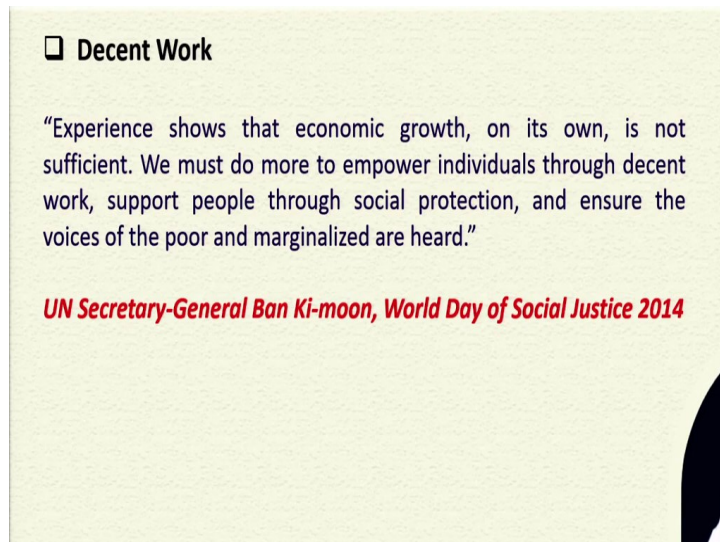 Decent Work
“Experience shows that economic growth, on its own, is not
sufficient. We must do more to empower individuals through decent
work, support people through social protection, and ensure the
voices of the poor and marginalized are heard.”
UN Secretary-General Ban Ki-moon, World Day of Social Justice 2014